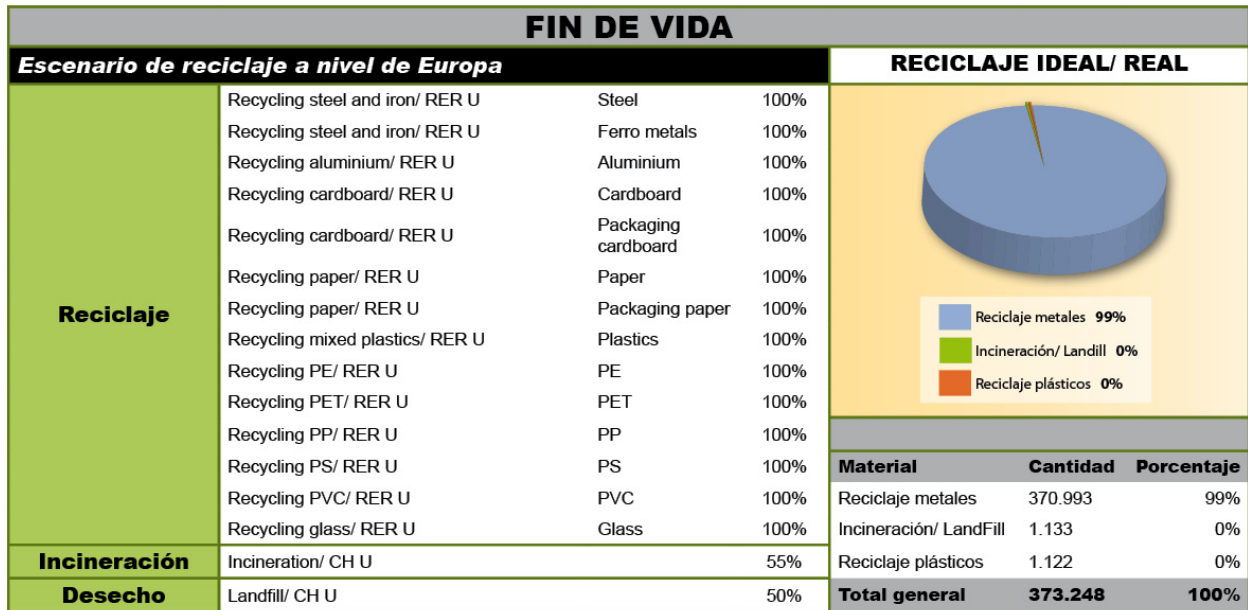 FIN DE VIDA
Escenario de reciclaje a nivel de Europa
Reciclaje
Recycling steel and iron/ RER U Steel 100%
Recycling steel and iron/ RER U Ferro metals 100%
Recycling aluminium/ RER U Aluminium 100%
Recycling cardboard/ RER U Cardboard 100%
Recycling cardboard/ RER U Packaging
cardboard 100%
Recycling paper/ RER U Paper 100%
Recycling paper/ RER U Packaging paper 100%
Recycling mixed plastics/ RER U Plastics 100%
Recycling PE/ RER U PE 100%
Recycling PET/ RER U PET 100%
Recycling PP/ RER U PP 100%
Recycling PS/ RER U PS 100%
Recycling PVC/ RER U PVC 100%
Recycling glass/ RER U Glass 100%
Incineración Incineration/ CH U 55%
Desecho Landfill/ CH U 50%
RECICLAJE IDEAL/ REAL
Reciclaje metales 99%
Incineración/ Landill 0%
Reciclaje plásticos 0%
Material Cantidad Porcentaje
Reciclaje metales 370.993 99%
Incineración/ LandFill 1.133 0%
Reciclaje plásticos 1.122 0%
Total general 373.248 100%